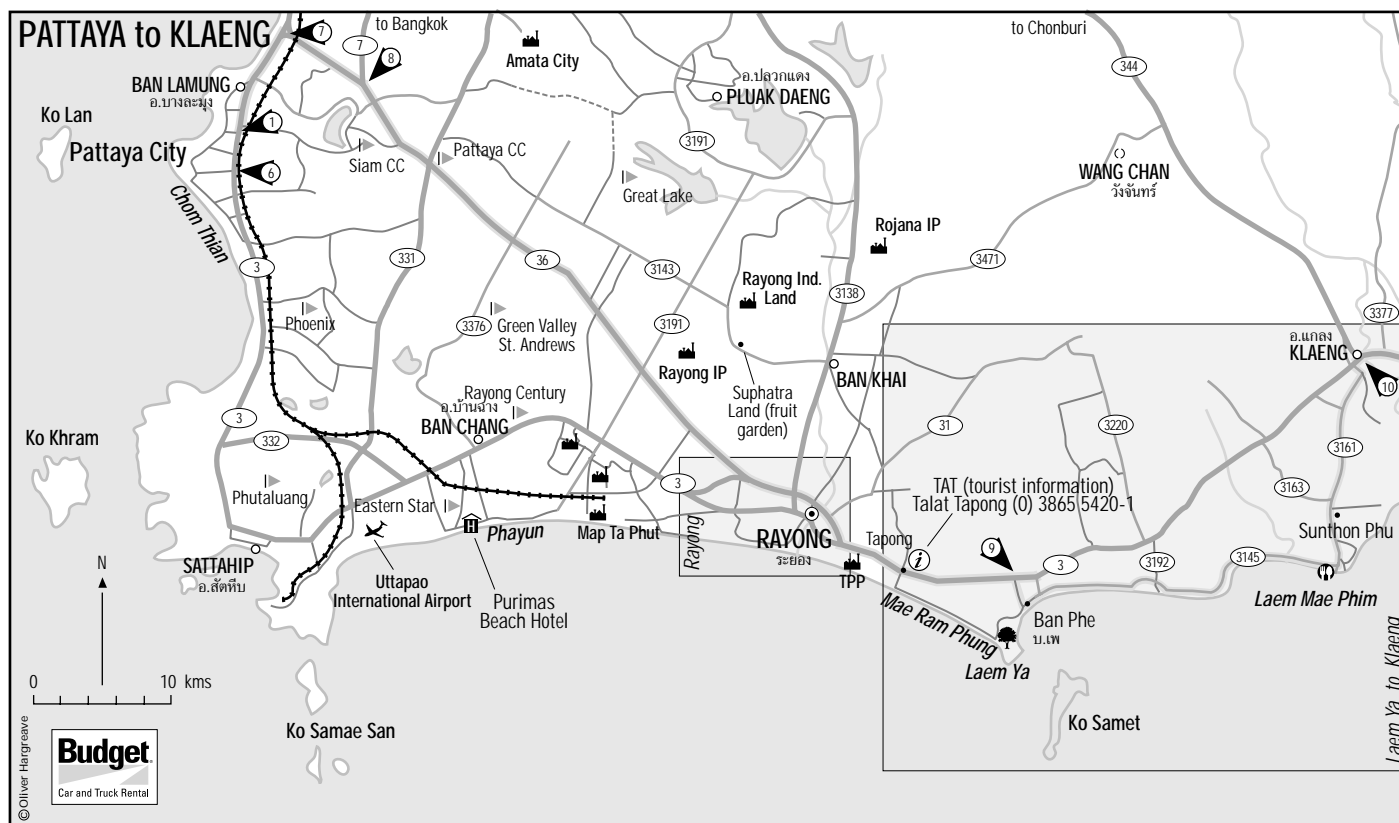 PATTAYA to KLAENG
to Bangkok
to Chonburi
7
7
8
344
Amata City
อ.ปลวกแดง
PLUAK DAENG
BAN LAMUNG
อ.บางละมุง
Ko Lan
1
Pattaya City
Siam CC
Pattaya CC
3191
6
Great Lake
WANG CHAN
วังจันทร์
Chom Thian
Rojana IP
3
331
36
3143
3471
Rayong Ind.
Land
3138
Phoenix
3376
Green Valley
St. Andrews
3191
3377
อ.แกลง
KLAENG
Rayong IP
Suphatra
Land (fruit
garden)
BAN KHAI
10
Rayong Century
อ.บ้านฉาง
BAN CHANG
3
332
31
3220
3161
Ko Khram
Phutaluang
Eastern Star
3
TAT (tourist information)
Talat Tapong (0) 3865 5420-1
3163
Phayun
Map Ta Phut
Rayong
RAYONG
ระยอง
Tapong
i
9
Sunthon Phu
SATTAHIP
อ.สัตหีบ
Uttapao
International Airport
H
Purimas
Beach Hotel
TPP
3
3192
3145
Laem Mae Phim
Mae Ram Phung
Ban Phe
บ.เพ
Laem Ya
N
0 10 kms
Ko Samae San
Ko Samet
Laem Ya to Klaeng
Budget
Car and Truck Rental
©Oliver Hargreave